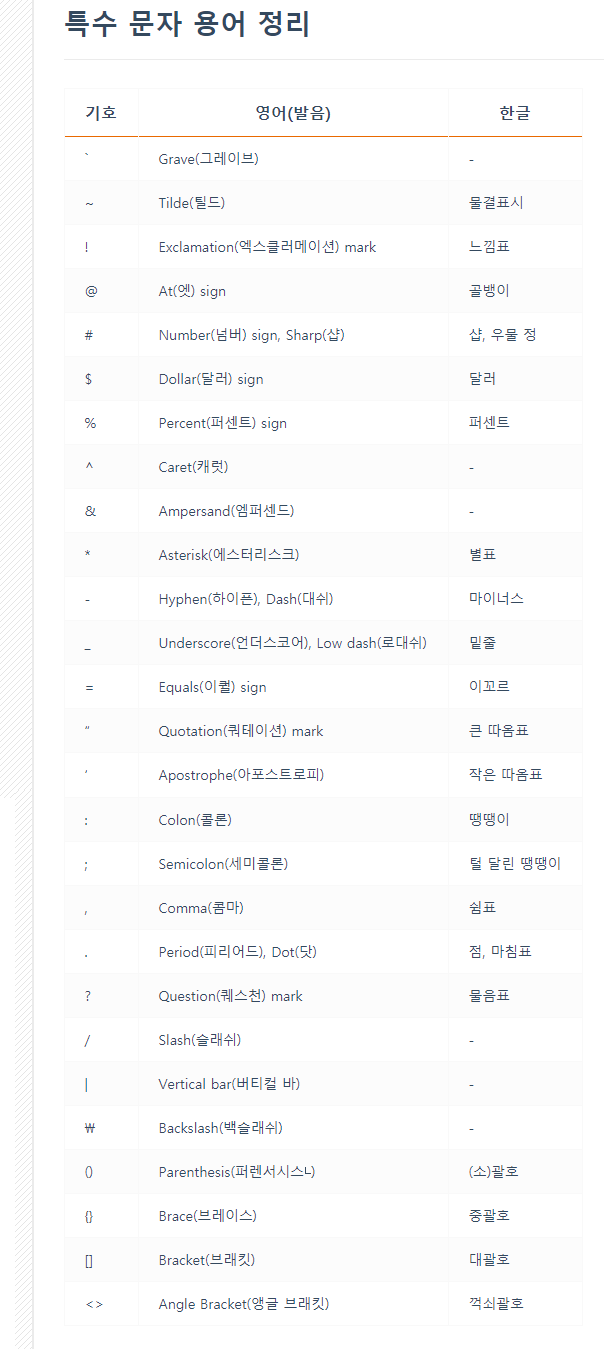 특수 문자 용어 정리
기호 영어(발음) 한글
` Grave(그레이브) -
~ Tilde(틸드) 물결표시
! Exclamation(엑스클러메이션) mark 느낌표
@ At(엣) sign 골뱅이
# Number(넘버) sign, Sharp(샵) 샵, 우물 정
$ Dollar(달러) sign 달러
% Percent(퍼센트) sign 퍼센트
^ Caret(캐럿) -
& Ampersand(엠퍼센드) -
* Asterisk(에스터리스크) 별표
- Hyphen(하이픈), Dash(대쉬) 마이너스
_ Underscore(언더스코어), Low dash(로대쉬) 밑줄
= Equals(이퀄) sign 이꼬르
“ Quotation(쿼테이션) mark 큰 따옴표
‘ Apostrophe(아포스트로피) 작은 따옴표
: Colon(콜론) 땡땡이
; Semicolon(세미콜론) 털 달린 땡땡이
, Comma(콤마) 쉼표
. Period(피리어드), Dot(닷) 점, 마침표
? Question(퀘스천) mark 물음표
/ Slash(슬래쉬) -
| Vertical bar(버티컬 바) -
₩ Backslash(백슬래쉬) -
() Parenthesis(퍼렌서시스ㄴ) (소)괄호
{} Brace(브레이스) 중괄호
[] Bracket(브래킷) 대괄호
<> Angle Bracket(앵글 브래킷) 꺽쇠괄호